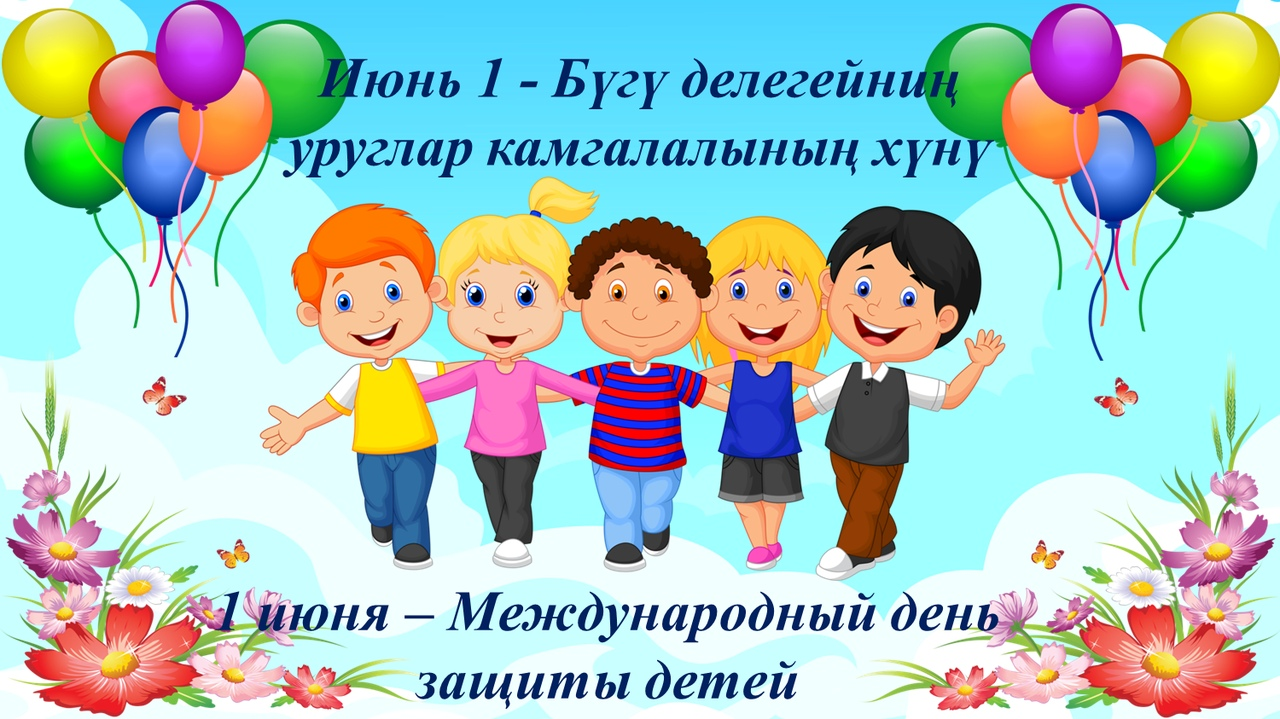 Июнь 1 - Бүгү делегейниң
уруглар камгалалының хүнү
1 июня – Международный день
защиты детей